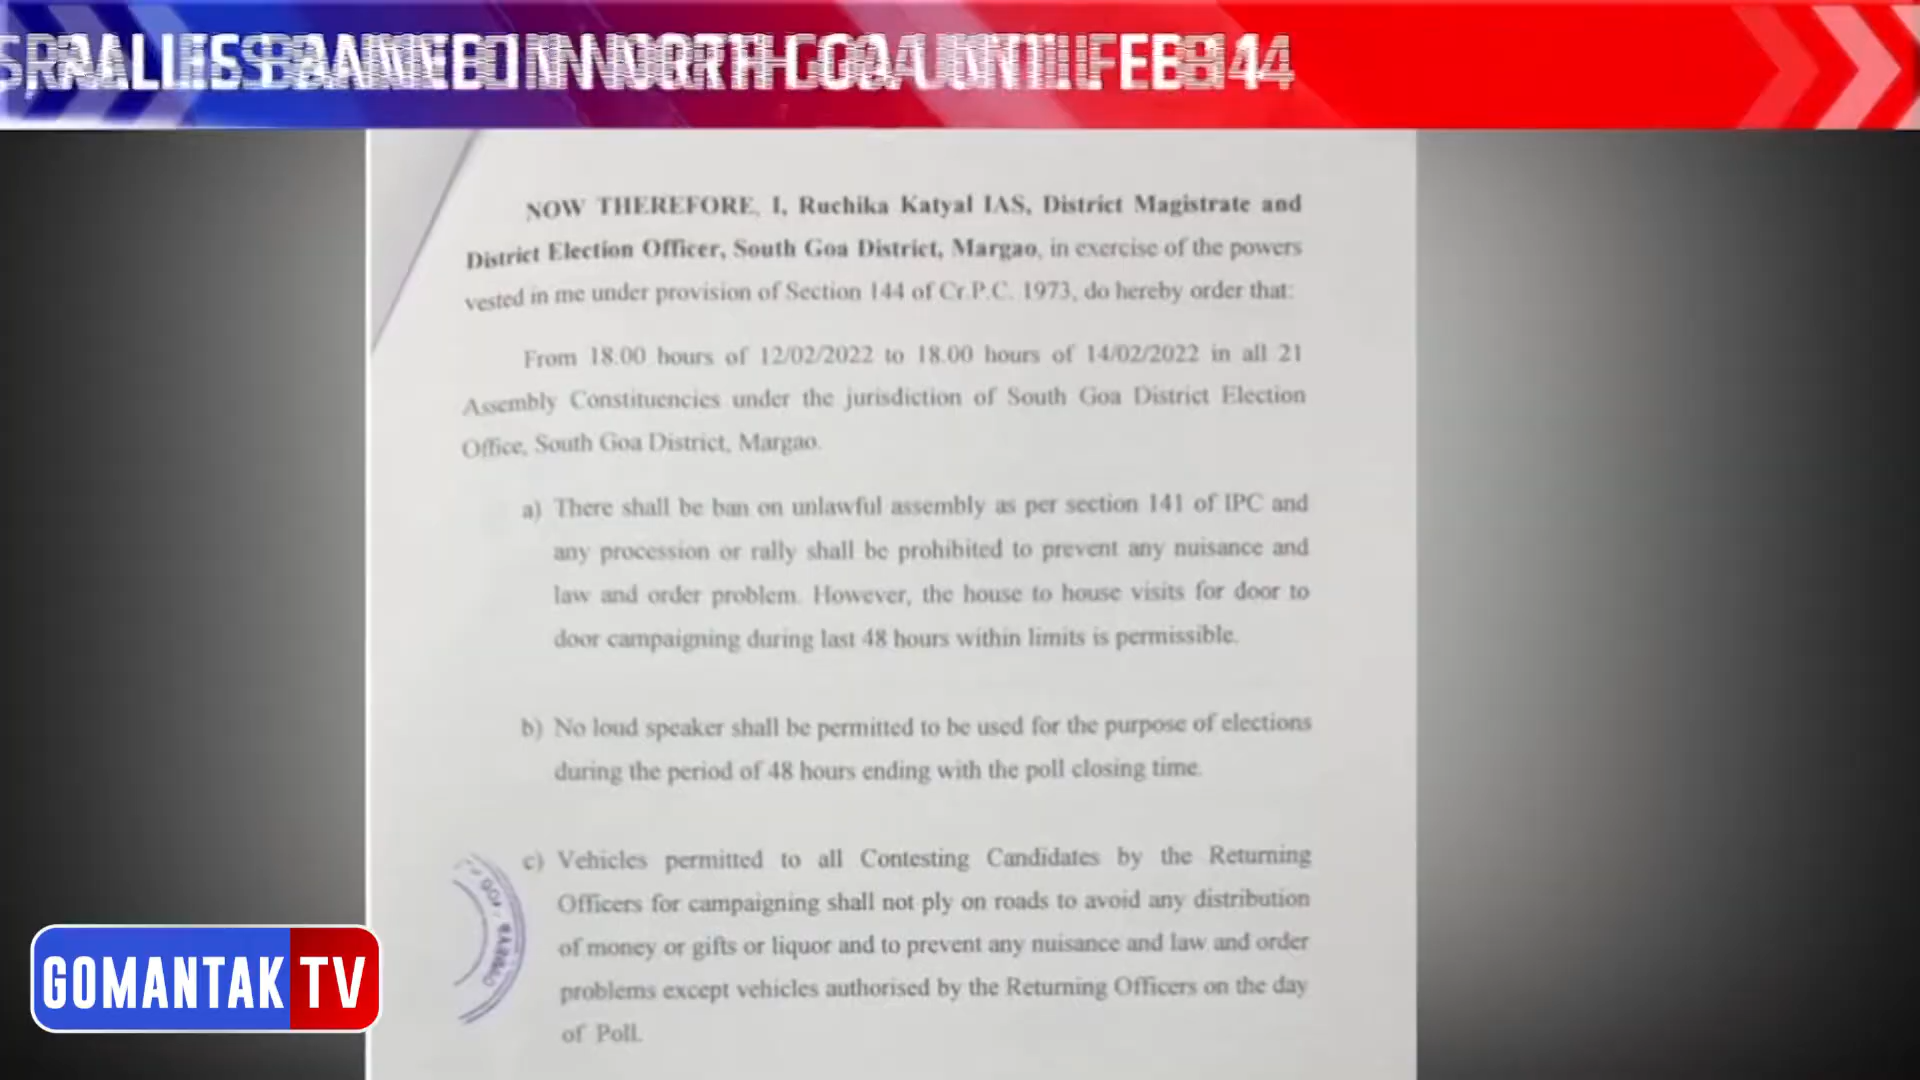 RALLIES BANNED IN NORTH GOA UNTIL FEB 14
NOW THEREFORE, I, Ruchika Katyal IAS, District Magistrate and
District Election Officer, South Goa District, Margao, in exercise of the powers
vested in me under provision of Section 144 of Cr.P.C. 1973, do hereby order that:
From 18.00 hours of 12/02/2022 to 18.00 hours of 14/02/2022 in all 21
Assembly Constituencies under the jurisdiction of South Goa District Election
Office, South Goa District, Margao.
a) There shall be ban on unlawful assembly as per section 141 of IPC and
any procession or rally shall be prohibited to prevent any nuisance and
law and order problem. However, the house to house visits for door to
door campaigning during last 48 hours within limits is permissible.
b) No loud speaker shall be permitted to be used for the purpose of elections
during the period of 48 hours ending with the poll closing time.
c) Vehicles permitted to all Contesting Candidates by the Returning
Officers for campaigning shall not ply on roads to avoid any distribution
of money or gifts or liquor and to prevent any nuisance and law and order
problems except vehicles authorised by the Returning Officers on the day
of Poll.
GOMANTAK TV